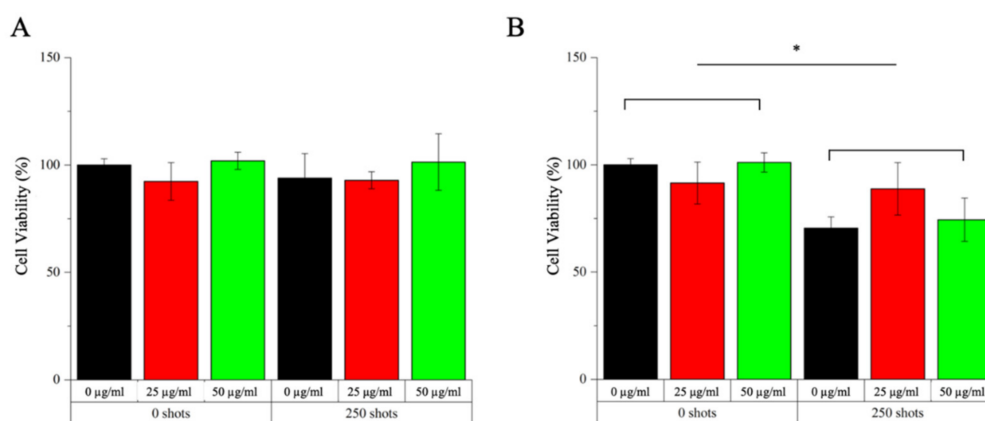 A
Cell Viability (%)
150
100
50
0
0 µg/ml 25 µg/ml 50 µg/ml 0 µg/ml 25 µg/ml 50 µg/ml
0 shots 250 shots
B
Cell Viability (%)
150
100
50
0
*
0 µg/ml 25 µg/ml 50 µg/ml 0 µg/ml 25 µg/ml 50 µg/ml
0 shots 250 shots